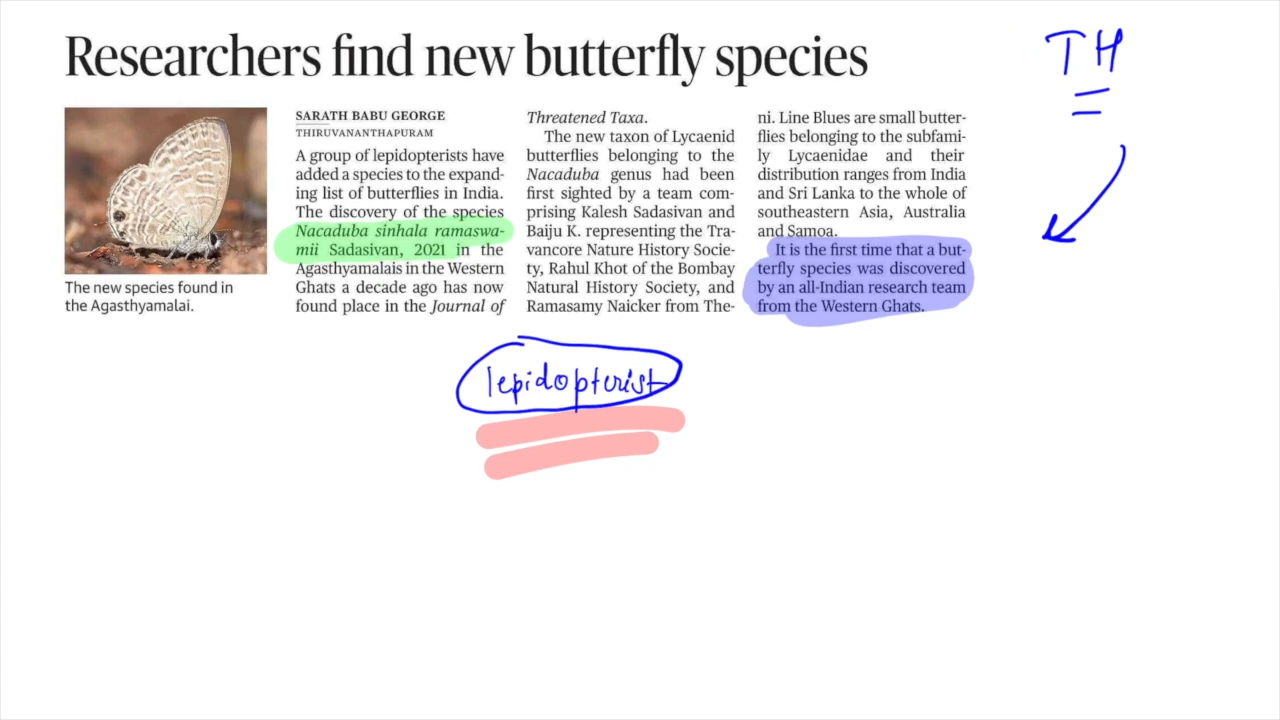 Researchers find new butterfly species
TH
The new species found in
the Agasthyamalai.
SARATH BABU GEORGE
THIRUVANANTHAPURAM
A group of lepidopterists have
added a species to the expand-
ing list of butterflies in India.
The discovery of the species
Nacaduba sinhala ramaswa-
mii Sadasivan, 2021 in the
Agasthyamalais in the Western
Ghats a decade ago has now
found place in the Journal of
Threatened Taxa.
The new taxon of Lycaenid
butterflies belonging to the
Nacaduba genus had been
first sighted by a team com-
prising Kalesh Sadasivan and
Baiju K. representing the Tra-
vancore Nature History Socie-
ty, Rahul Khot of the Bombay
Natural History Society, and
Ramasamy Naicker from The-
ni. Line Blues are small butter-
flies belonging to the subfami-
ly Lycaenidae and their
distribution ranges from India
and Sri Lanka to the whole of
southeastern Asia, Australia
and Samoa.
It is the first time that a but-
terfly species was discovered
by an all-Indian research team
from the Western Ghats.
lepidopterist